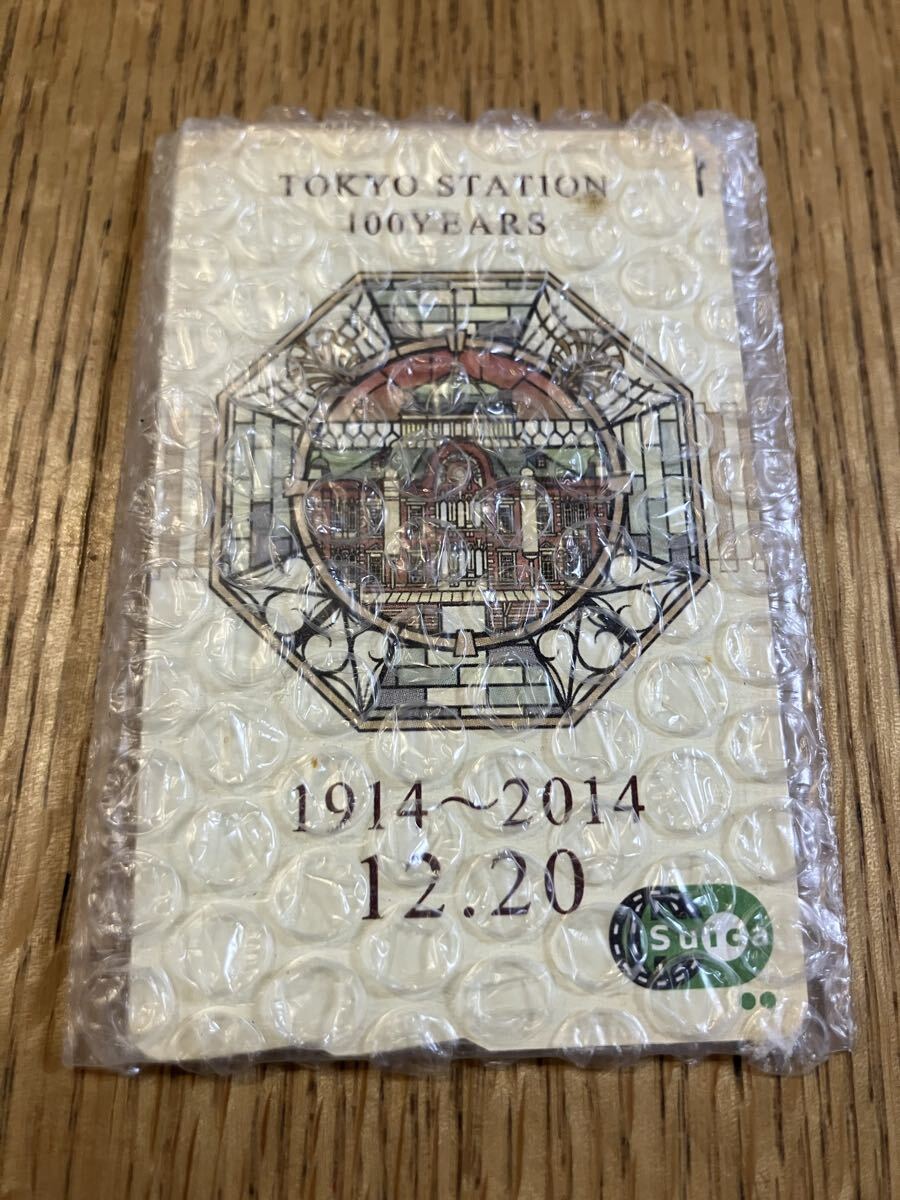 TOKYO STATION
100YEARS
1914～2014
12.20
Suica